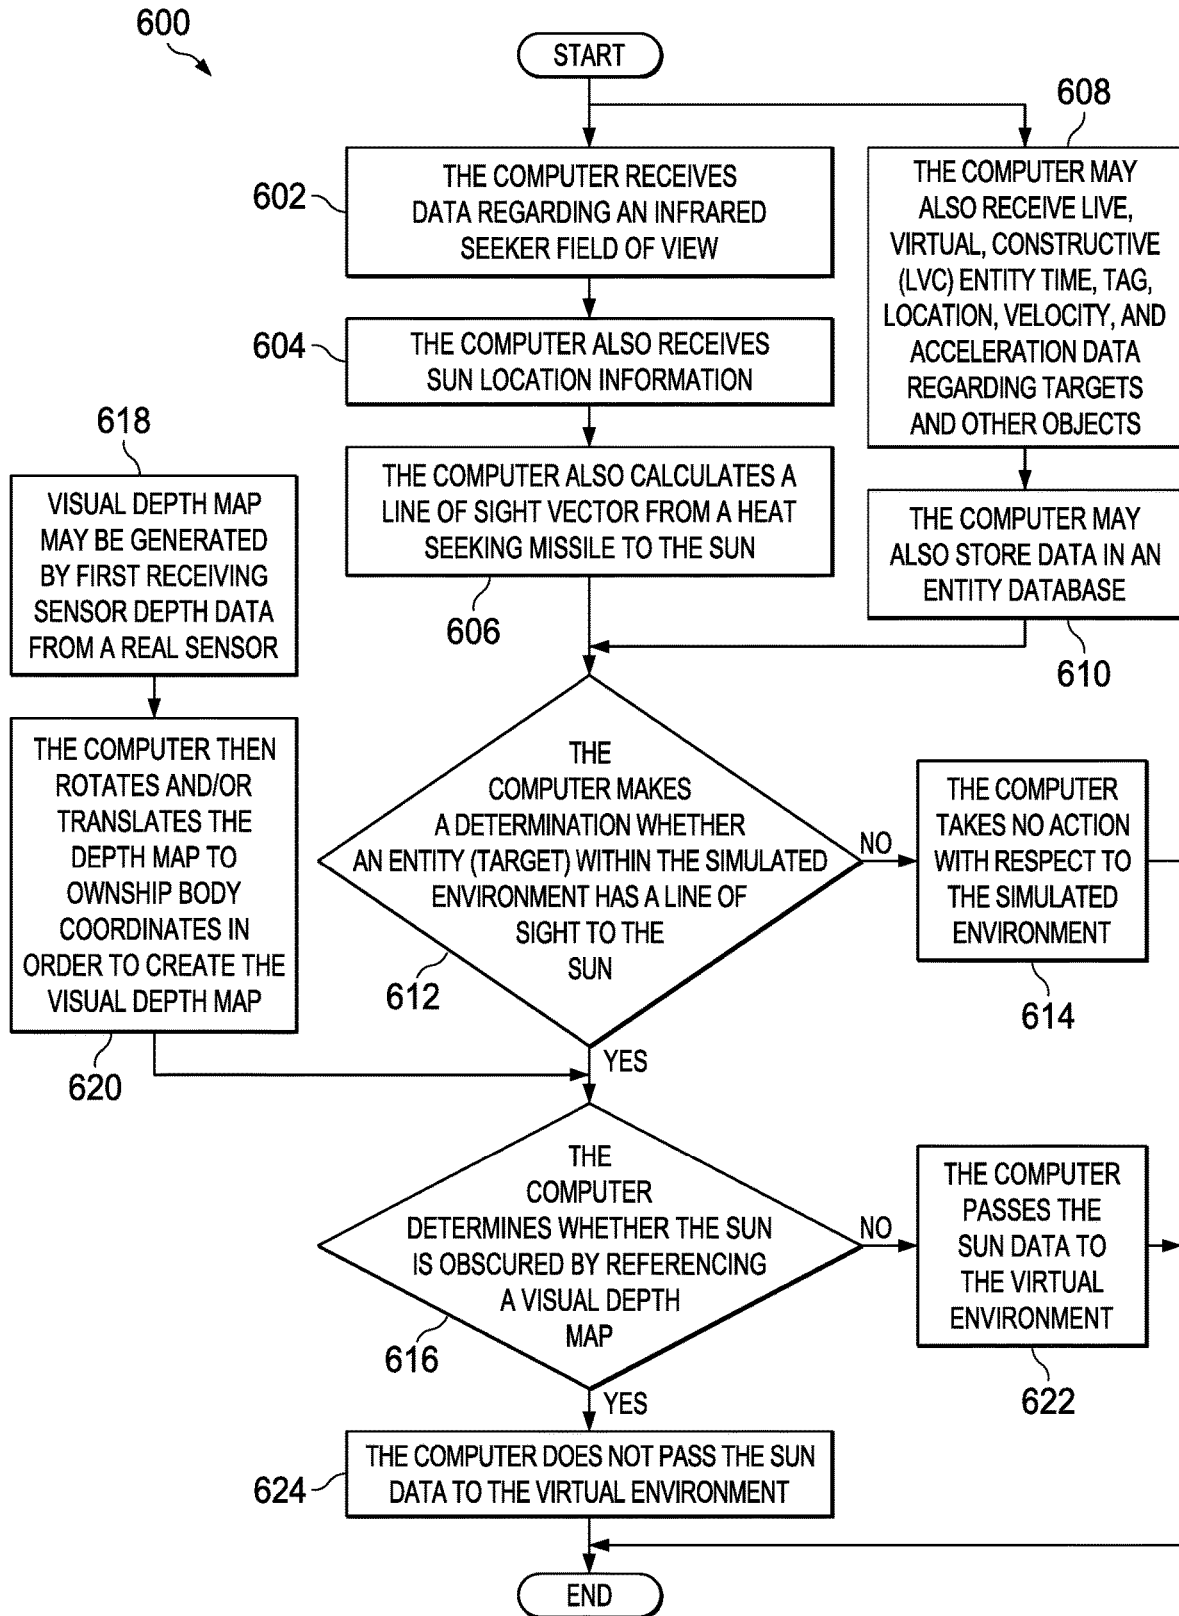 600
START
602
THE COMPUTER RECEIVES
DATA REGARDING AN INFRARED
SEEKER FIELD OF VIEW
604
THE COMPUTER ALSO RECEIVES
SUN LOCATION INFORMATION
THE COMPUTER ALSO CALCULATES A
LINE OF SIGHT VECTOR FROM A HEAT
SEEKING MISSILE TO THE SUN
606
608
THE COMPUTER MAY
ALSO RECEIVE LIVE,
VIRTUAL, CONSTRUCTIVE
(LVC) ENTITY TIME, TAG,
LOCATION, VELOCITY, AND
ACCELERATION DATA
REGARDING TARGETS
AND OTHER OBJECTS
THE COMPUTER MAY
ALSO STORE DATA IN AN
ENTITY DATABASE
610
618
VISUAL DEPTH MAP
MAY BE GENERATED
BY FIRST RECEIVING
SENSOR DEPTH DATA
FROM A REAL SENSOR
THE COMPUTER THEN
ROTATES AND/OR
TRANSLATES THE
DEPTH MAP TO
OWNSHIP BODY
COORDINATES IN
ORDER TO CREATE THE
VISUAL DEPTH MAP
620
THE
COMPUTER MAKES
A DETERMINATION WHETHER
AN ENTITY (TARGET) WITHIN THE SIMULATED
ENVIRONMENT HAS A LINE OF
SIGHT TO THE
SUN
612
NO
THE COMPUTER
TAKES NO ACTION
WITH RESPECT TO
THE SIMULATED
ENVIRONMENT
614
YES
THE
COMPUTER
DETERMINES WHETHER THE SUN
IS OBSCURED BY REFERENCING
A VISUAL DEPTH
MAP
616
NO
THE COMPUTER
PASSES THE
SUN DATA TO
THE VIRTUAL
ENVIRONMENT
622
YES
THE COMPUTER DOES NOT PASS THE SUN
DATA TO THE VIRTUAL ENVIRONMENT
624
END